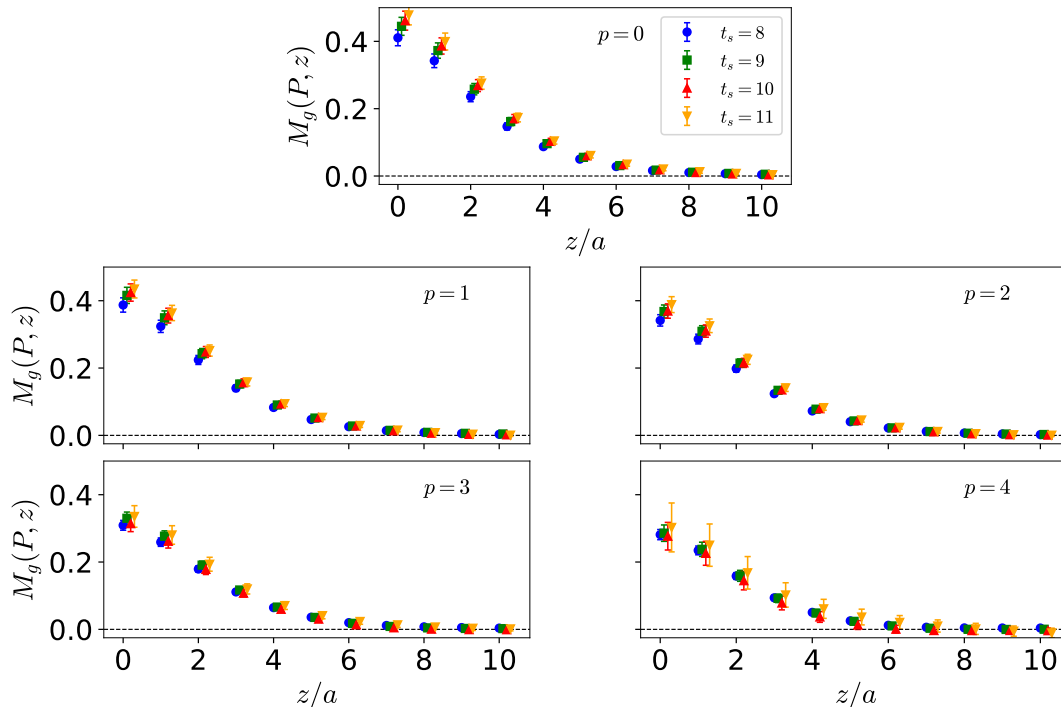 M_g(P, z)
0.4
0.2
0.0
p = 0
t_s = 8
t_s = 9
t_s = 10
t_s = 11
0 2 4 6 8 10
z/a
M_g(P, z)
0.4
0.2
0.0
p = 1
p = 2
M_g(P, z)
0.4
0.2
0.0
p = 3
p = 4
0 2 4 6 8 10
0 2 4 6 8 10
z/a
z/a